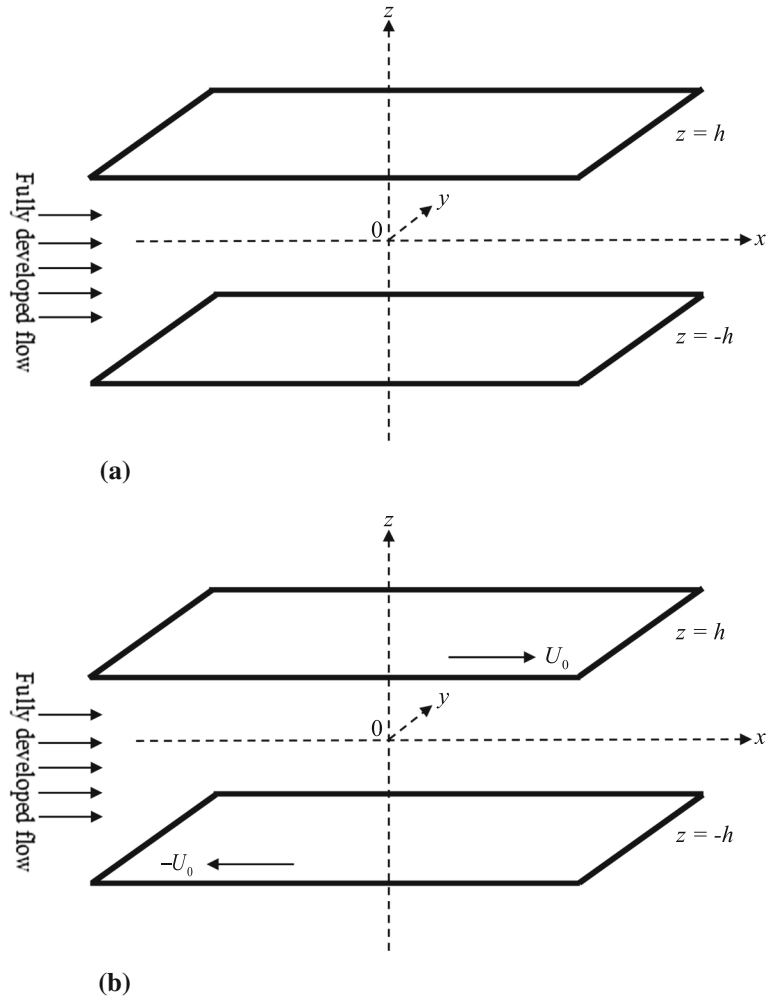 z
z = h
Fully developed flow
y
0
x
z = -h
(a)
z
z = h
U₀
Fully developed flow
y
0
x
z = -h
–U₀
(b)